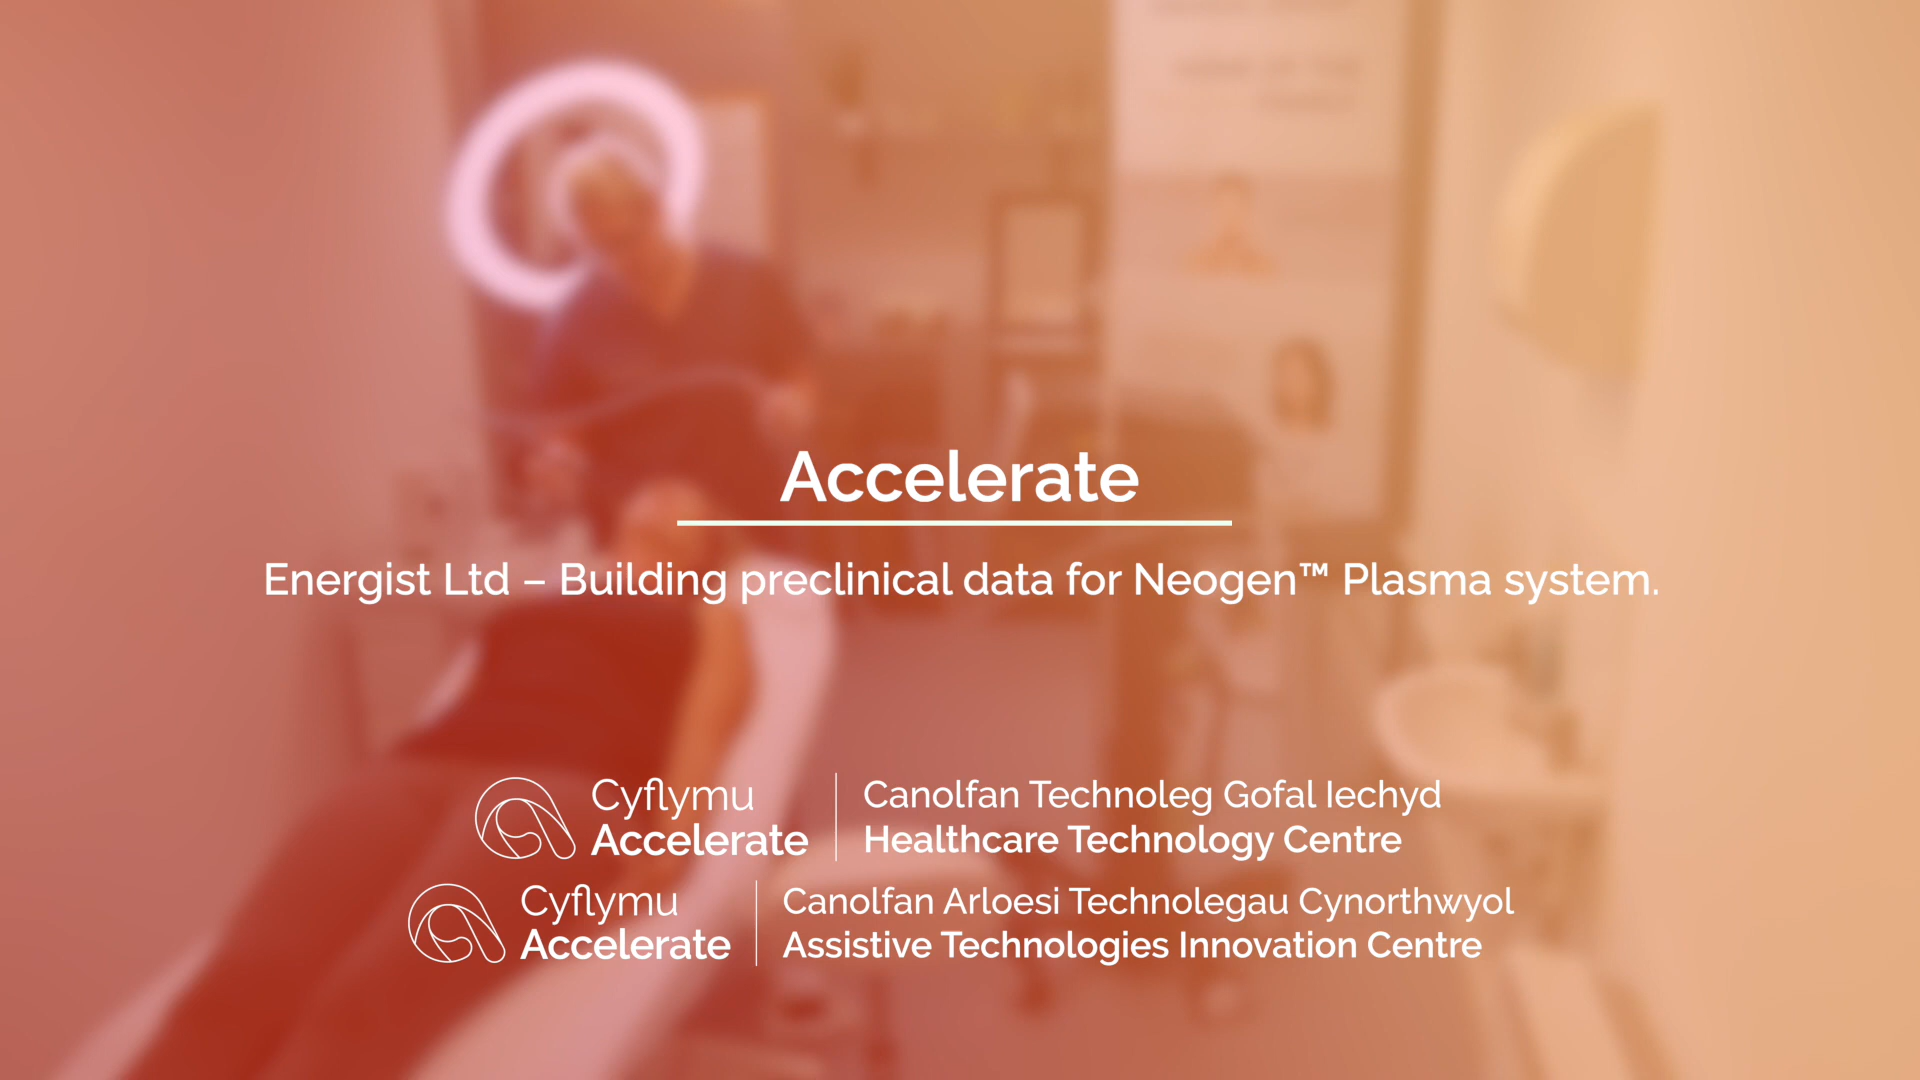 Accelerate
Energist Ltd – Building preclinical data for Neogen™ Plasma system.
Cyflymu
Accelerate
Canolfan Technoleg Gofal Iechyd
Healthcare Technology Centre
Cyflymu
Accelerate
Canolfan Arloesi Technolegau Cynorthwyol
Assistive Technologies Innovation Centre